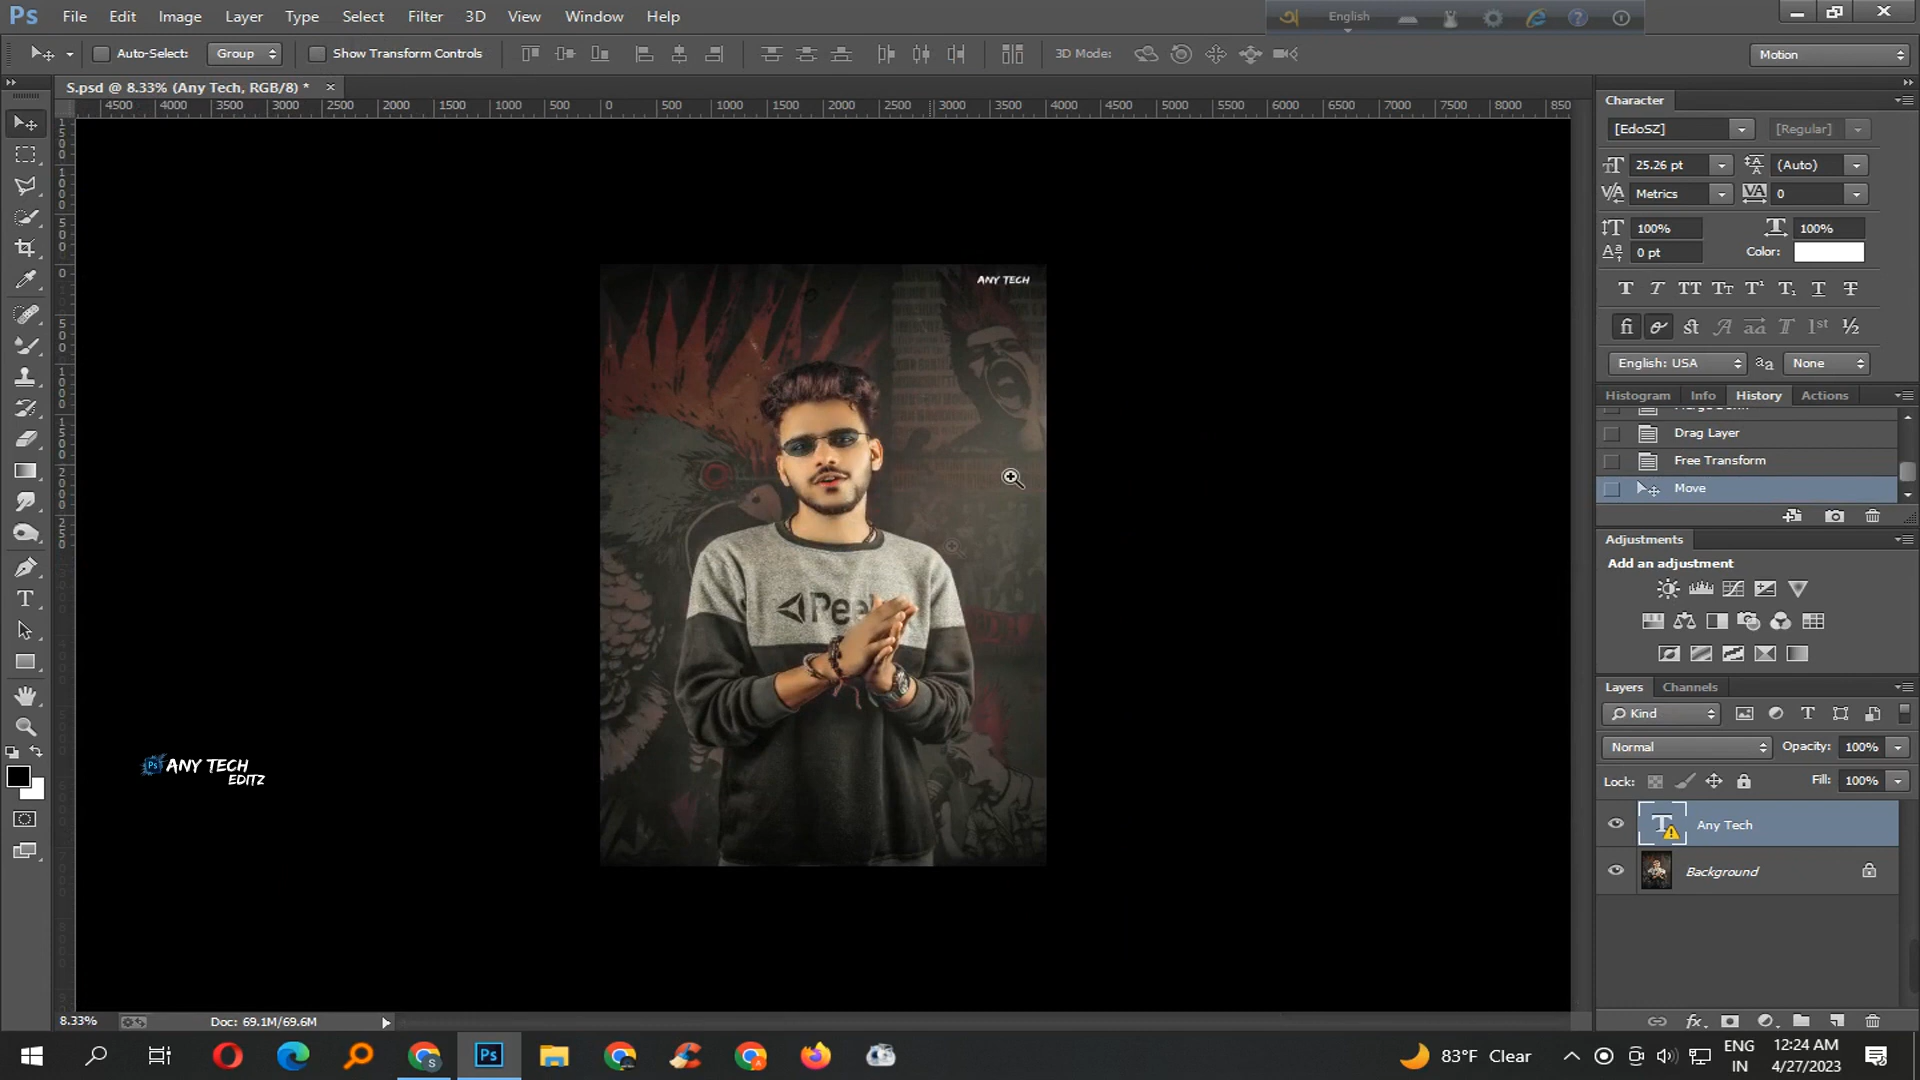 Ps File Edit Image Layer Type Select Filter 3D View Window Help
English
Auto-Select: Group Show Transform Controls 3D Mode: Motion
S.psd @ 8.33% (Any Tech, RGB/8) * ×
4500 4000 3500 3000 2500 2000 1500 1000 500 0 500 1000 1500 2000 2500 3000 3500 4000 4500 5000 5500 6000 6500 7000 7500 8000 850
Character
[EdoSZ] [Regular]
25.26 pt (Auto)
Metrics 0
100% 100%
0 pt Color:
English: USA aa None
Histogram Info History Actions
Drag Layer
Free Transform
Move
Adjustments
Add an adjustment
Layers Channels
Kind
Normal Opacity: 100%
Lock: Fill: 100%
Any Tech
Background
ANY TECH
Ps ANY TECH
EDITZ
8.33% Doc: 69.1M/69.6M
83°F Clear
ENG
IN
12:24 AM
4/27/2023